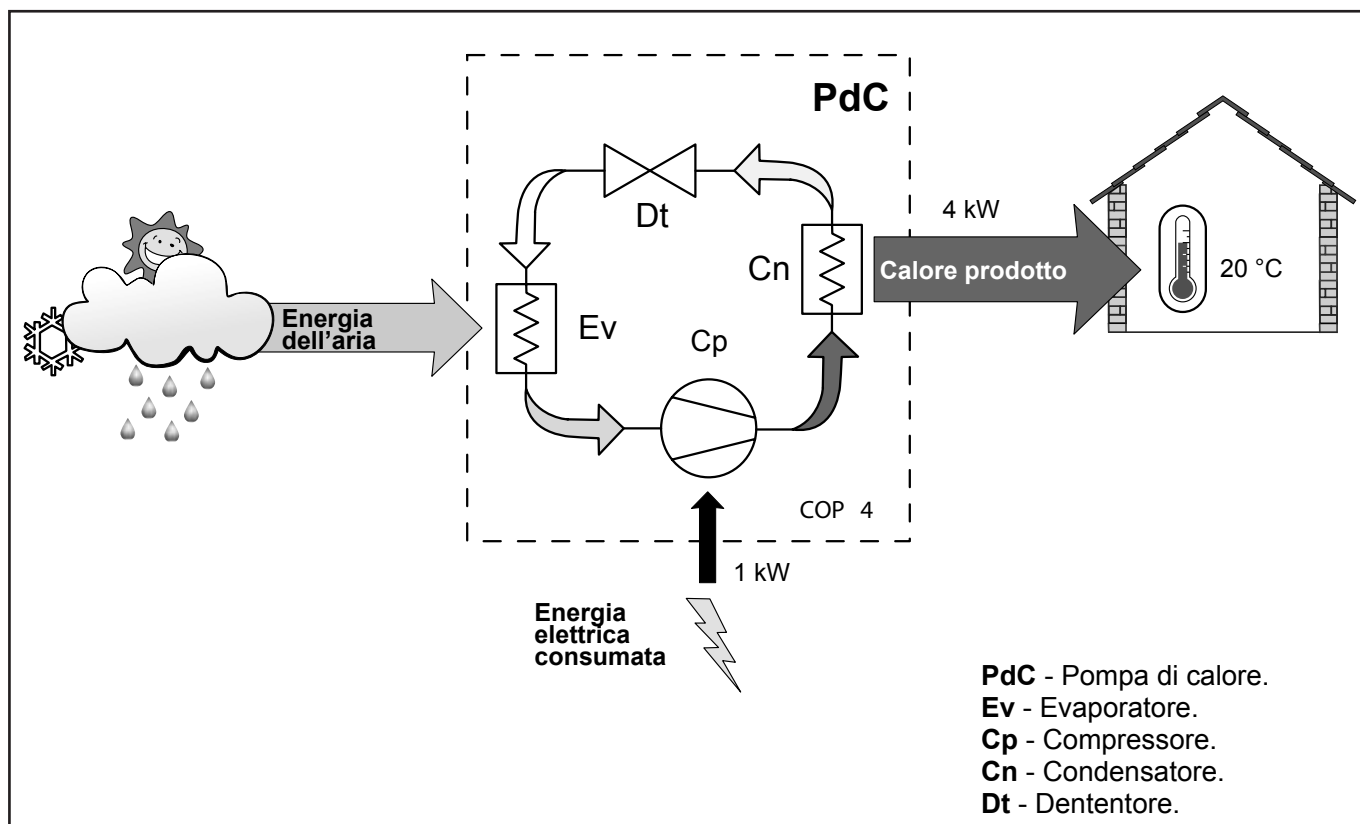 PdC
Dt
4 kW
Cn
Calore prodotto
20 °C
Energia
dell'aria
Ev
Cp
COP 4
1 kW
Energia
elettrica
consumata
PdC - Pompa di calore.
Ev - Evaporatore.
Cp - Compressore.
Cn - Condensatore.
Dt - Dententore.